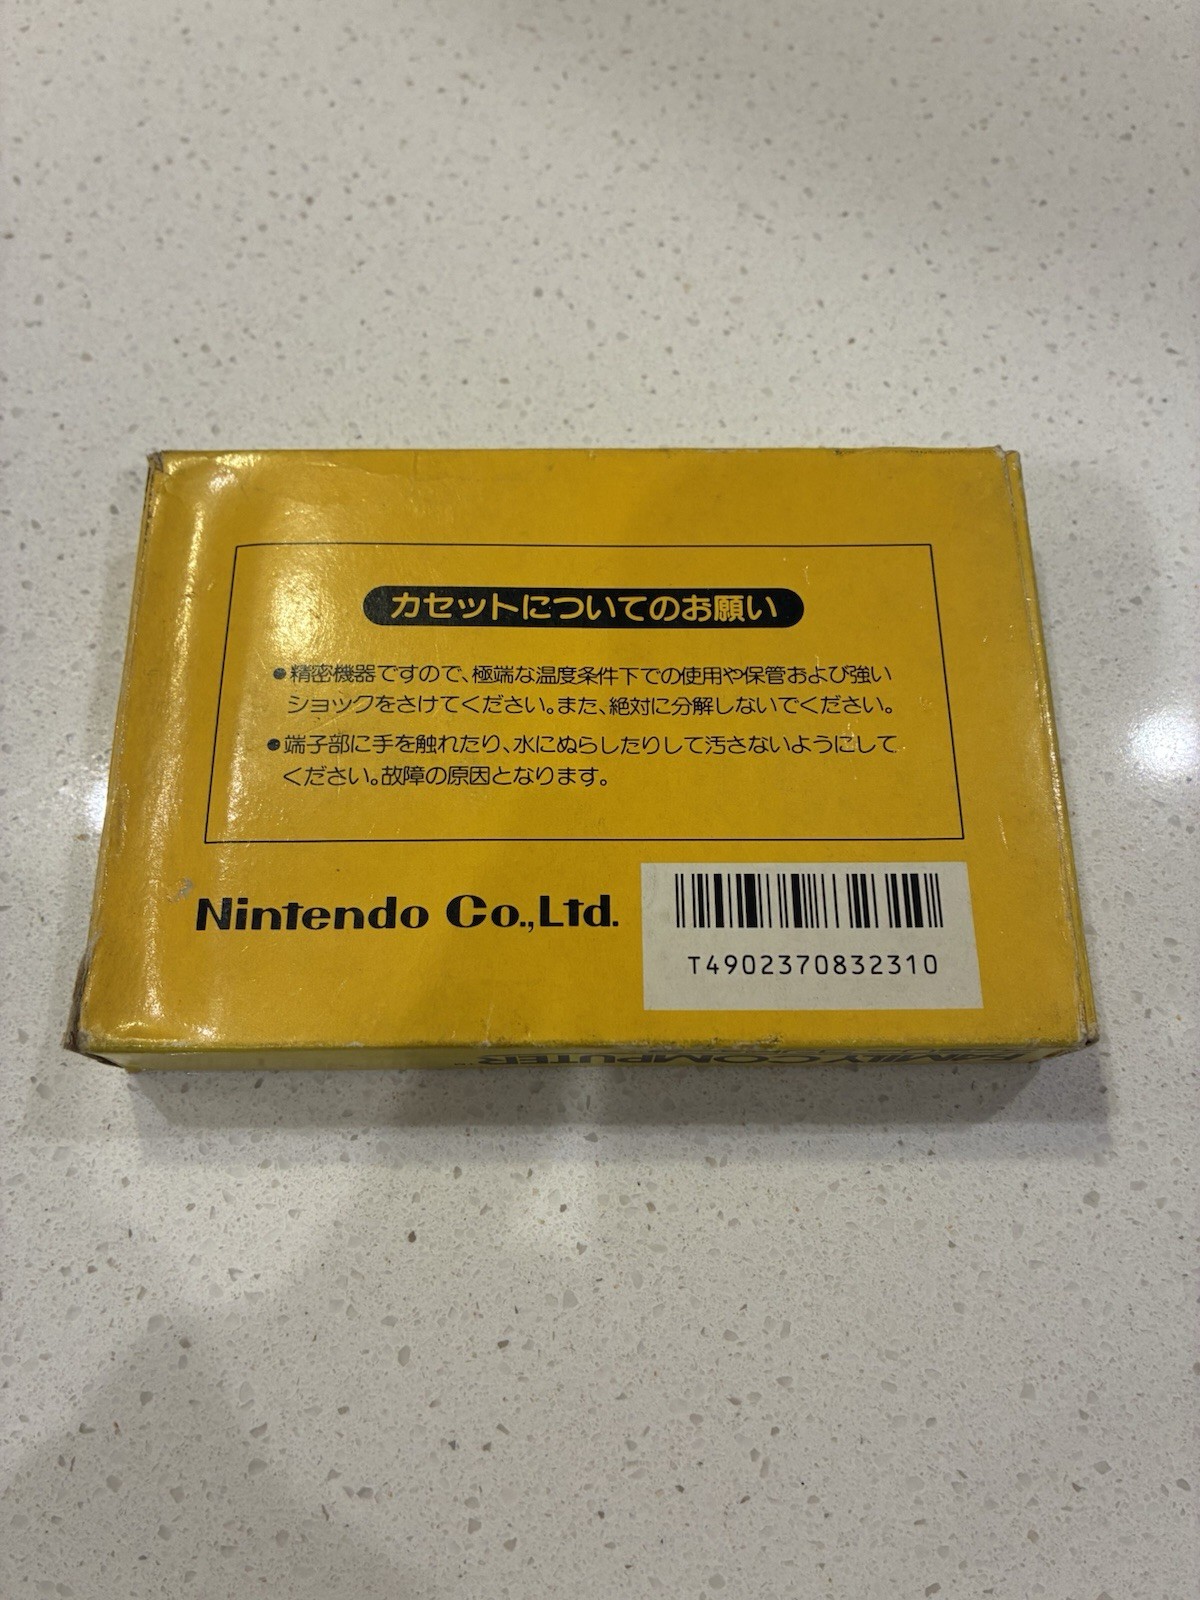 カセットについてのお願い
●精密機器ですので、極端な温度条件下での使用や保管および強い
ショックをさけてください。また、絶対に分解しないでください。
●端子部に手を触れたり、水にぬらしたりして汚さないようにして
ください。故障の原因となります。
Nintendo Co.,Ltd.
T4902370832310
FAMILY COMPUTER™